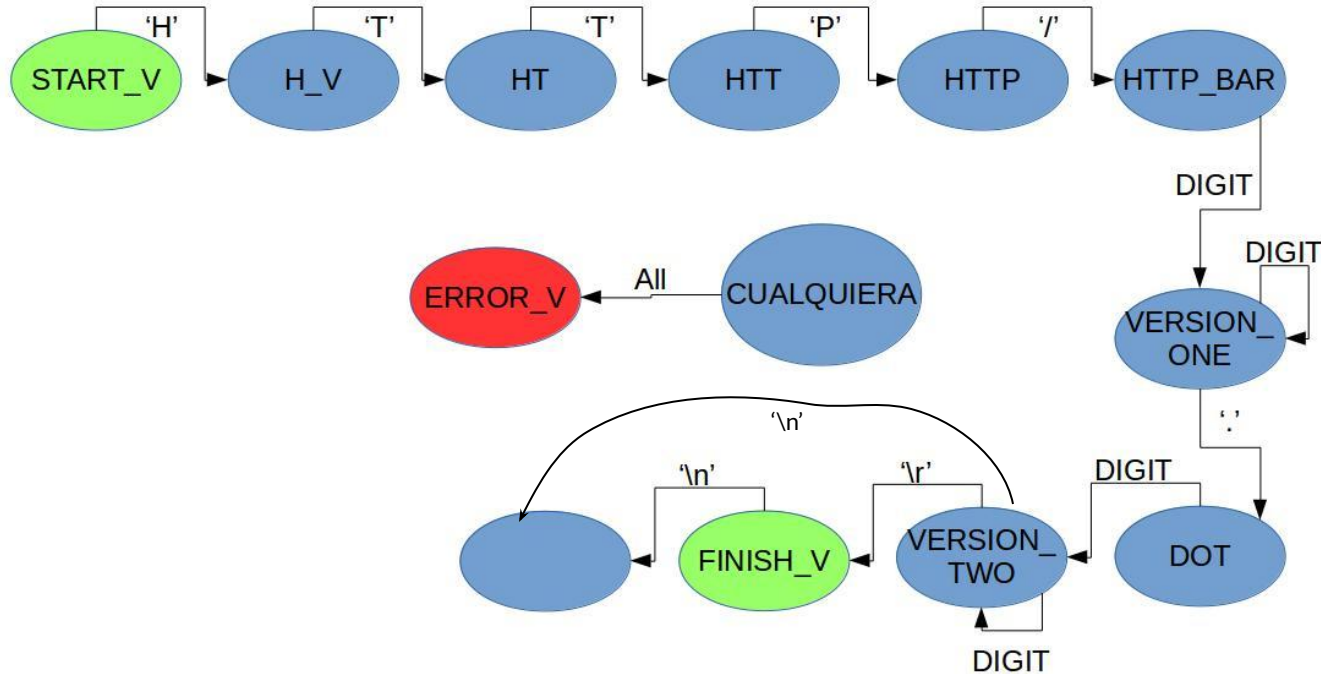 ‘H’
‘T’
‘T’
‘P’
‘/’
START_V
H_V
HT
HTT
HTTP
HTTP_BAR
DIGIT
DIGIT
ERROR_V
All
CUALQUIERA
VERSION_
ONE
‘.’
‘\n’
‘\n’
‘\r’
DIGIT
FINISH_V
VERSION_
TWO
DOT
DIGIT